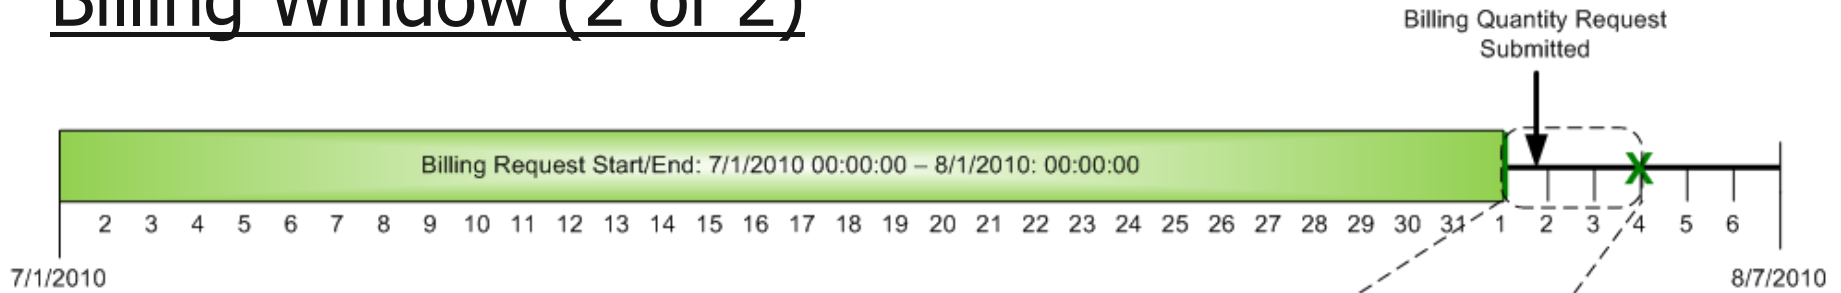 Billing Window (2 of 2)
Billing Quantity Request
Submitted
Billing Request Start/End: 7/1/2010 00:00:00 – 8/1/2010: 00:00:00
X
2 3 4 5 6 7 8 9 10 11 12 13 14 15 16 17 18 19 20 21 22 23 24 25 26 27 28 29 30 31 1 2 3 4 5 6
7/1/2010 8/7/2010